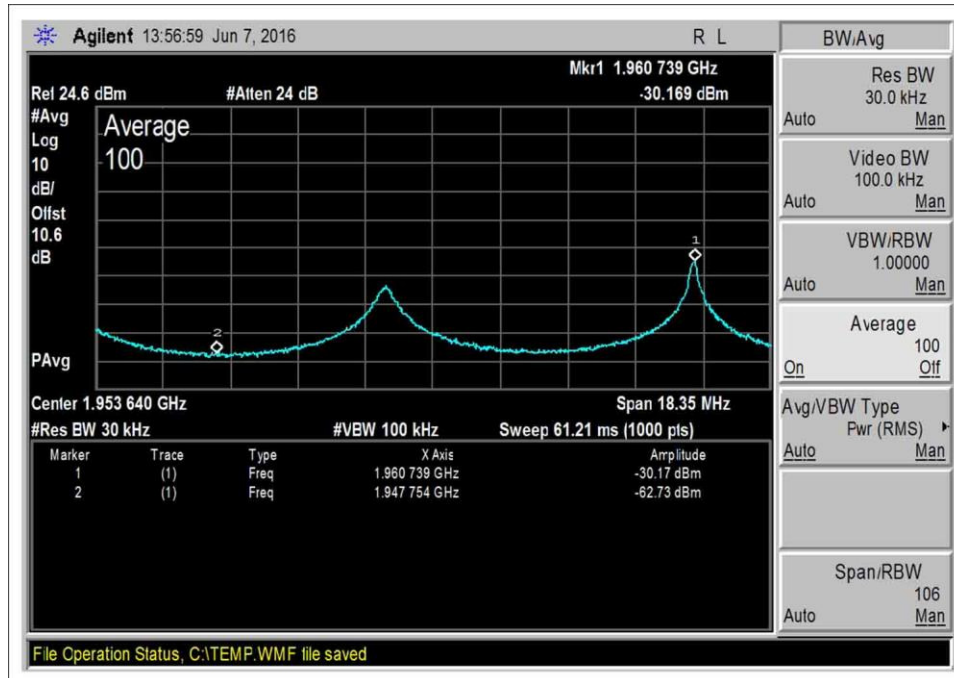 Agilent 13:56:59 Jun 7, 2016 R L
BW/Avg
Mkr1 1.960 739 GHz
Ref 24.6 dBm #Atten 24 dB -30.169 dBm
#Avg
Log
10
dB/
Offst
10.6
dB
PAvg
Average
100
1
2
Center 1.953 640 GHz Span 18.35 MHz
#Res BW 30 kHz #VBW 100 kHz Sweep 61.21 ms (1000 pts)
Marker Trace Type X Axis Amplitude
1 (1) Freq 1.960 739 GHz -30.17 dBm
2 (1) Freq 1.947 754 GHz -62.73 dBm
Res BW
30.0 kHz
Auto Man
Video BW
100.0 kHz
Auto Man
VBW/RBW
1.00000
Auto Man
Average
100
On Off
Avg/VBW Type
Pwr (RMS)
Auto Man
Span/RBW
106
Auto Man
File Operation Status, C:\TEMP.WMF file saved